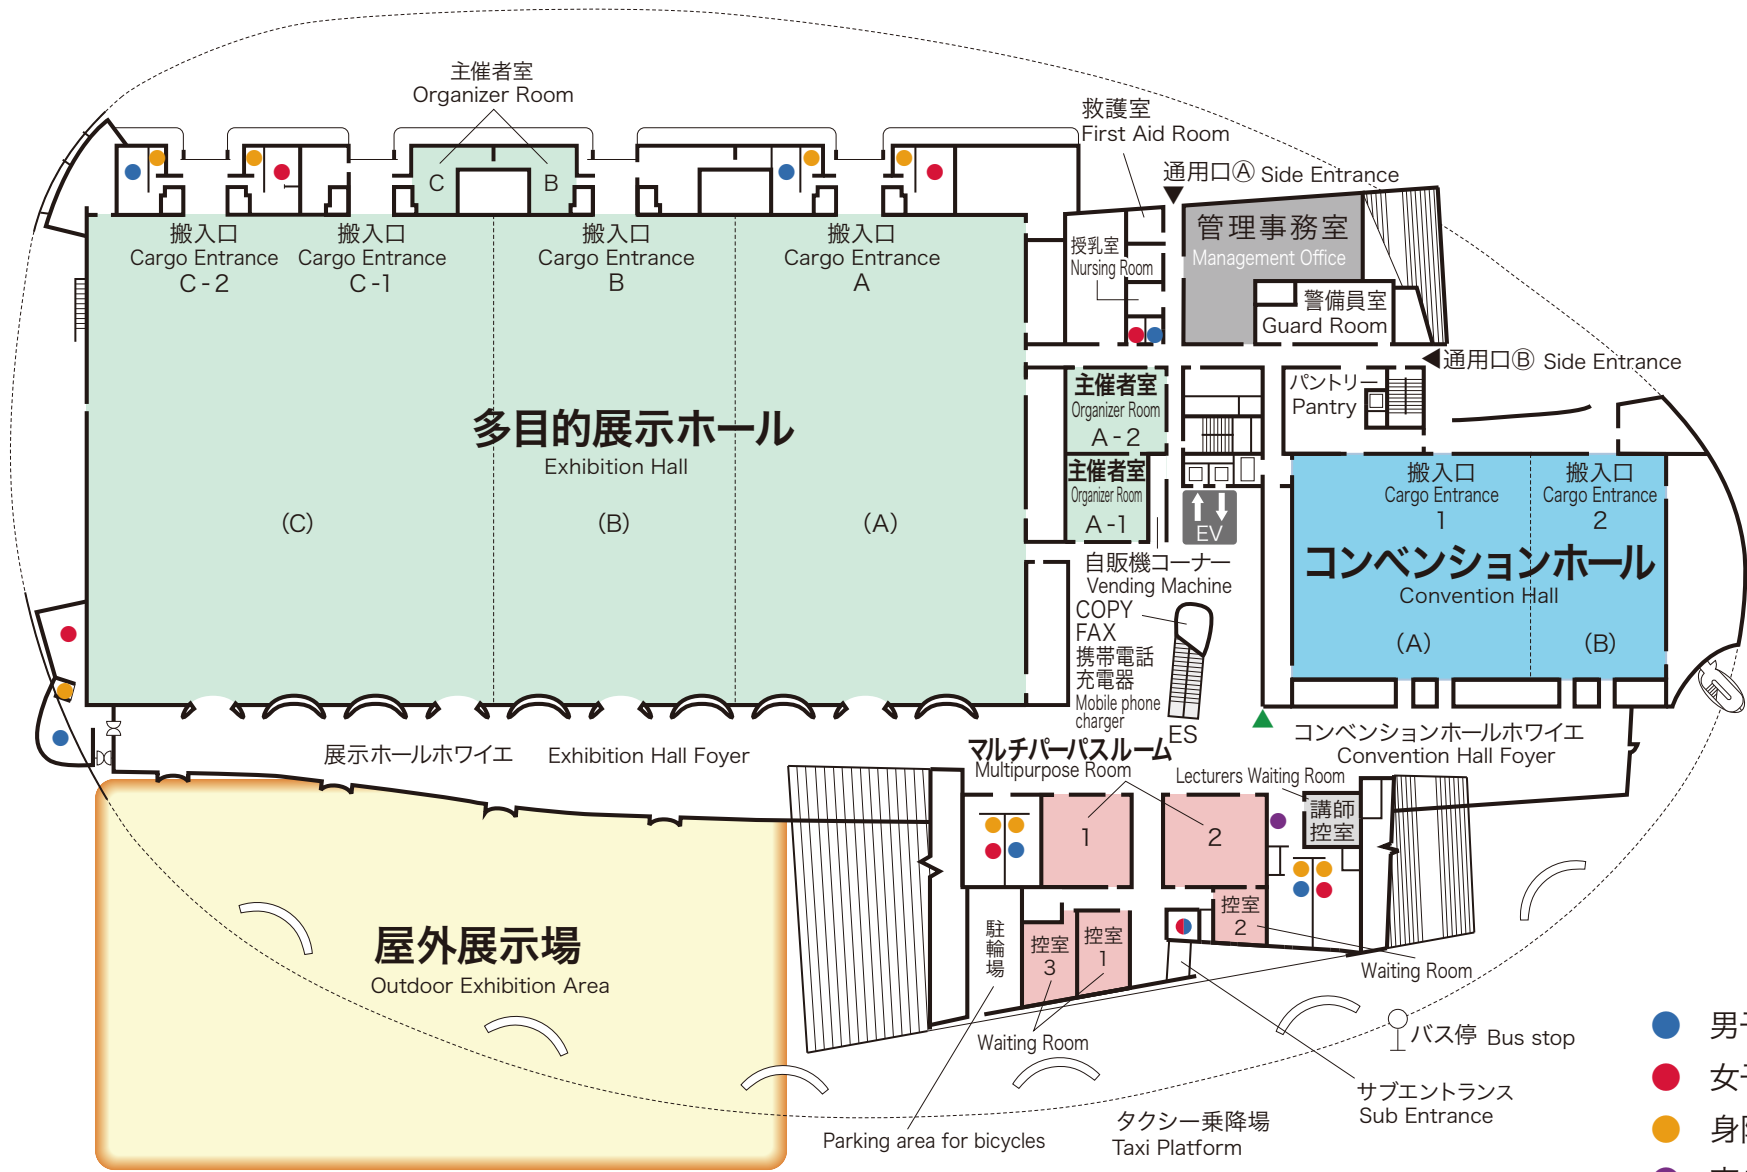 主催者室
Organizer Room
救護室
First Aid Room
通用口Ⓐ Side Entrance
C
B
搬入口
Cargo Entrance
C-2
搬入口
Cargo Entrance
C-1
搬入口
Cargo Entrance
B
搬入口
Cargo Entrance
A
授乳室
Nursing Room
管理事務室
Management Office
警備員室
Guard Room
通用口Ⓑ Side Entrance
主催者室
Organizer Room
A-2
パントリー
Pantry
多目的展示ホール
Exhibition Hall
主催者室
Organizer Room
A-1
(C)
(B)
(A)
EV
搬入口
Cargo Entrance
1
搬入口
Cargo Entrance
2
コンベンションホール
Convention Hall
(A)
(B)
自販機コーナー
Vending Machine
COPY
FAX
携帯電話
充電器
Mobile phone
charger
ES
展示ホールホワイエ Exhibition Hall Foyer
コンベンションホールホワイエ
Convention Hall Foyer
マルチパーパスルーム
Multipurpose Room
Lecturers Waiting Room
講師
控室
1
2
屋外展示場
Outdoor Exhibition Area
駐輪場
控室
3
控室
1
控室
2
Waiting Room
Waiting Room
バス停 Bus stop
サブエントランス
Sub Entrance
Parking area for bicycles
タクシー乗降場
Taxi Platform
男
女
身